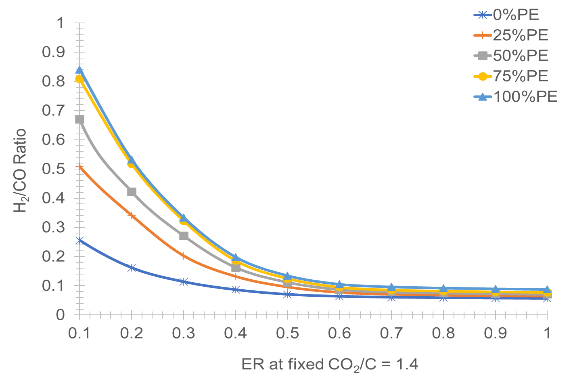 0%PE
25%PE
50%PE
75%PE
100%PE
1
0.9
0.8
0.7
0.6
0.5
0.4
0.3
0.2
0.1
0
H₂/CO Ratio
0.1 0.2 0.3 0.4 0.5 0.6 0.7 0.8 0.9 1
ER at fixed CO₂/C = 1.4